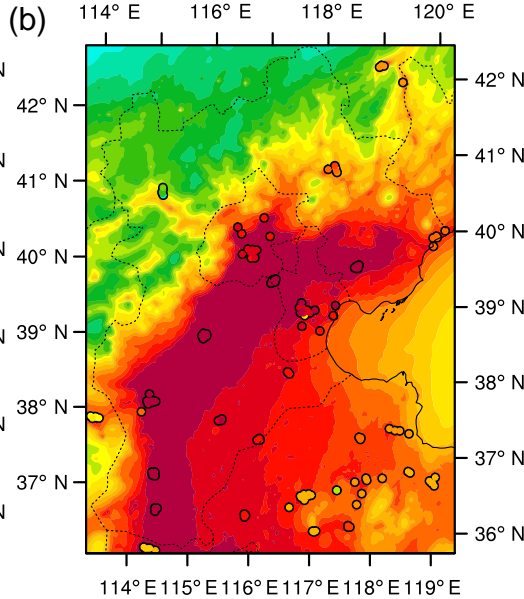 (b) 114° E 116° E 118° E 120° E
N 42° N
42° N
N 41° N
41° N
40° N
N 40° N
39° N
N 39° N
38° N
N 38° N
37° N
N 37° N
36° N
114° E 115° E 116° E 117° E 118° E 119° E